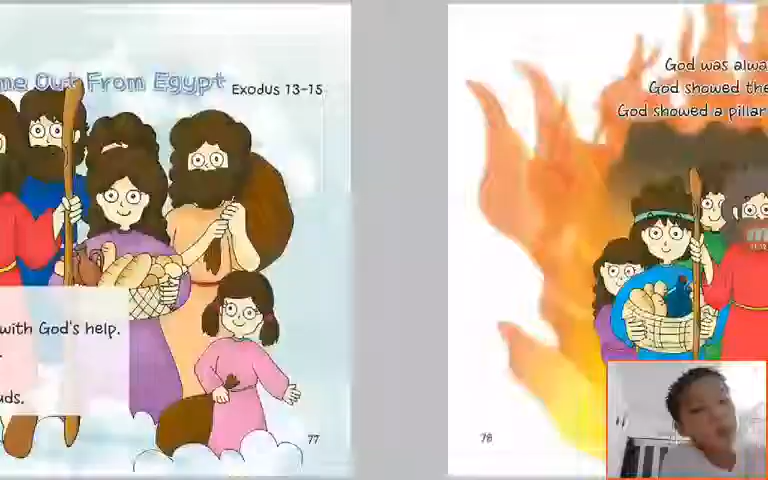 me Out From Egypt
Exodus 13-15
with God's help.
77
God was alwa
God showed the
God showed a pillar
78